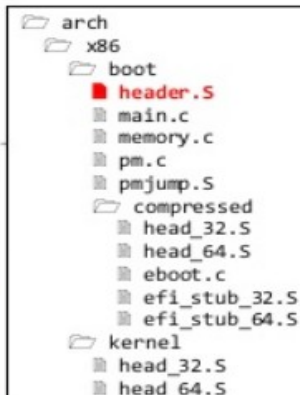 arch
x86
boot
header.S
main.c
memory.c
pm.c
pmjump.S
compressed
head_32.S
head_64.S
eboot.c
efi_stub_32.S
efi_stub_64.S
kernel
head_32.S
head_64.S